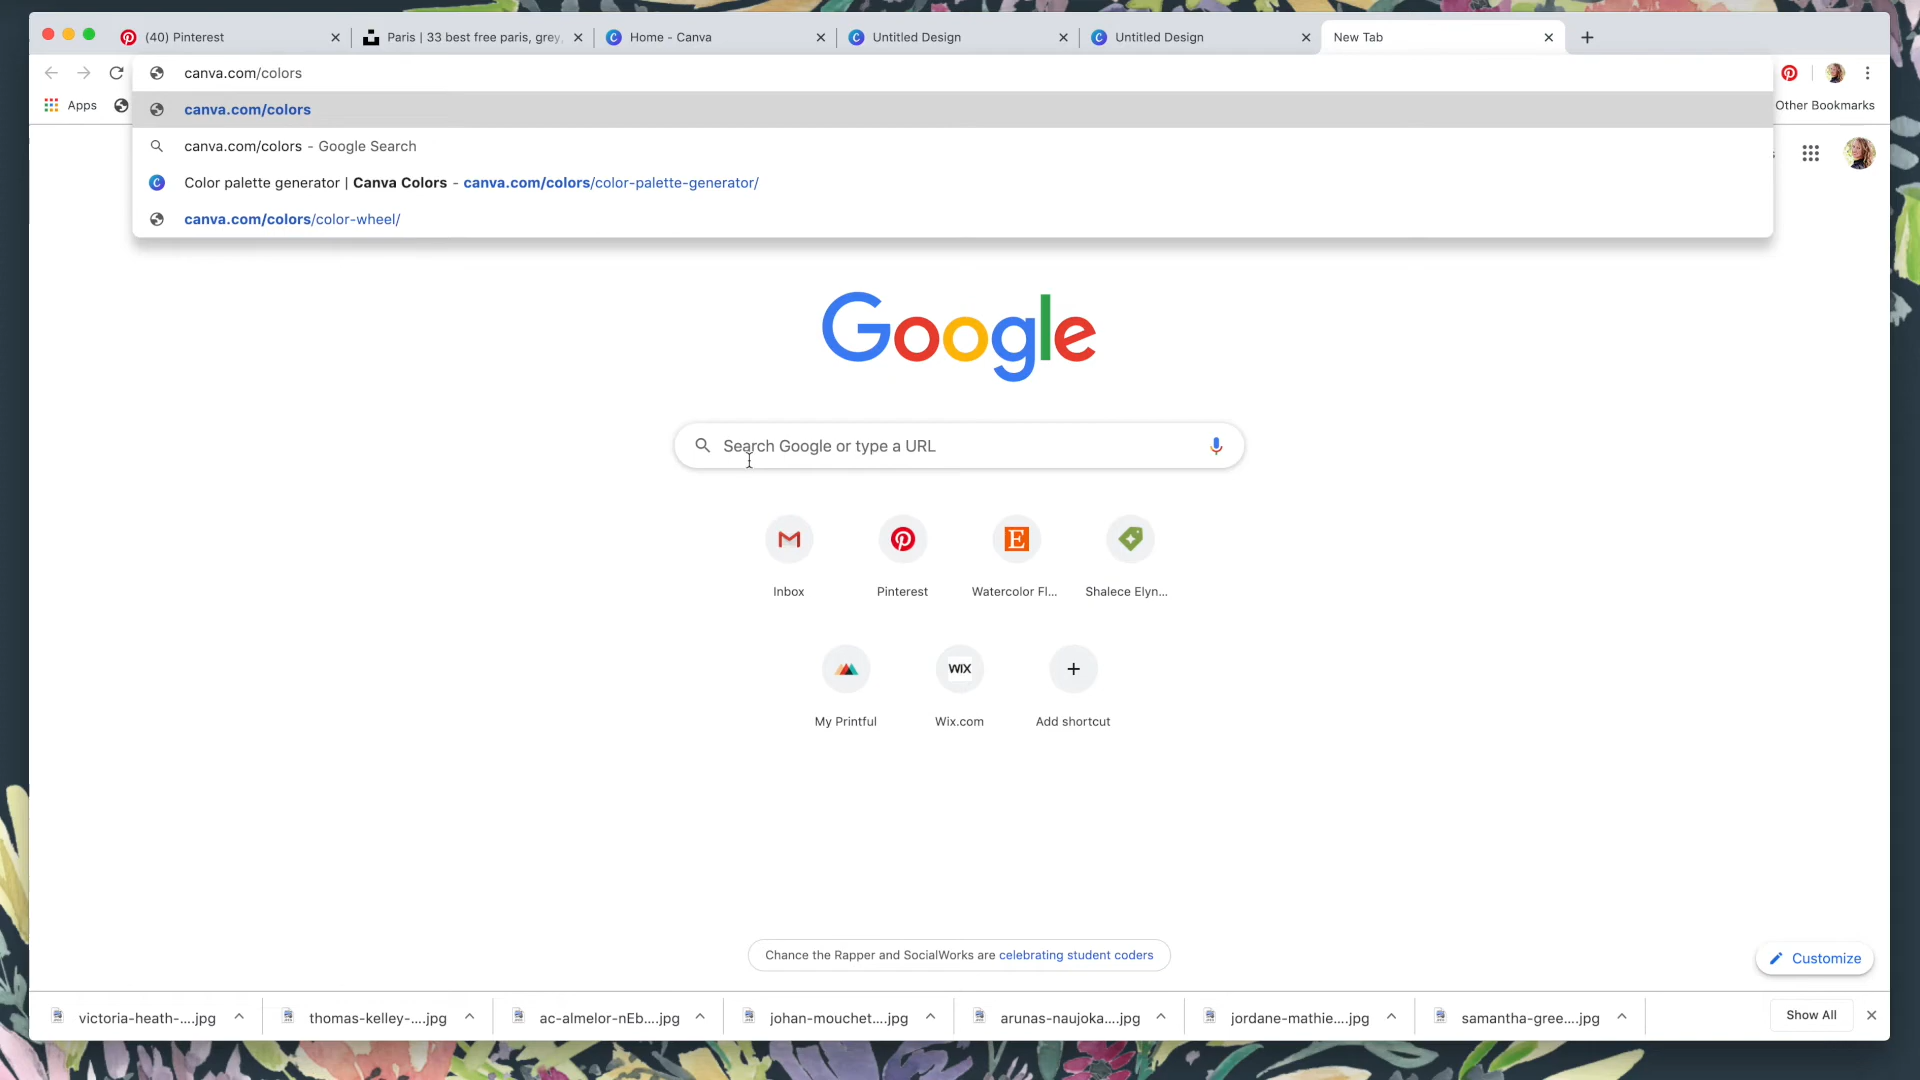 (40) Pinterest
Paris | 33 best free paris, grey,
Home - Canva
Untitled Design
Untitled Design
New Tab
canva.com/colors
Apps
Other Bookmarks
canva.com/colors
canva.com/colors - Google Search
Color palette generator | Canva Colors - canva.com/colors/color-palette-generator/
canva.com/colors/color-wheel/
Google
Search Google or type a URL
Inbox
Pinterest
Watercolor Fl...
Shalece Elyn...
WIX
My Printful
Wix.com
Add shortcut
Chance the Rapper and SocialWorks are celebrating student coders
Customize
victoria-heath-....jpg
thomas-kelley-....jpg
ac-almelor-nEb....jpg
johan-mouchet....jpg
arunas-naujoka....jpg
jordane-mathie....jpg
samantha-gree....jpg
Show All